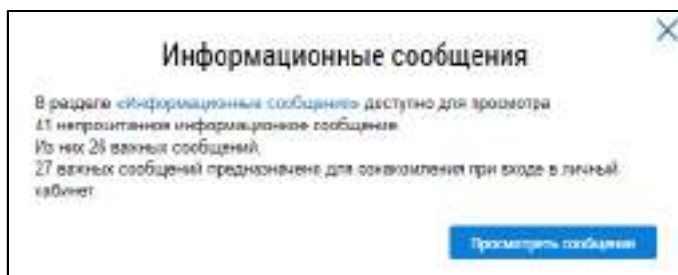 Информационные сообщения
В разделе «Информационные сообщения» доступно для просмотра
41 непрочитанное информационное сообщение
Из них 28 важных сообщений
27 важных сообщений предназначено для ознакомления при входе в личный
кабинет
Просмотреть сообщения